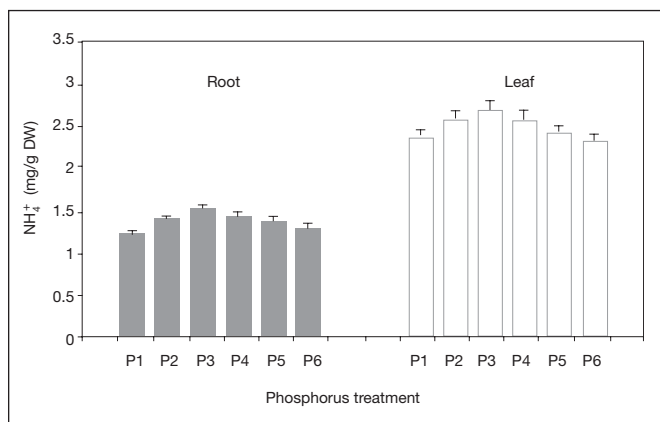 3.5
3
2.5
2
1.5
1
0.5
0
NH₄⁺ (mg/g DW)
Root
Leaf
P1 P2 P3 P4 P5 P6 P1 P2 P3 P4 P5 P6
Phosphorus treatment